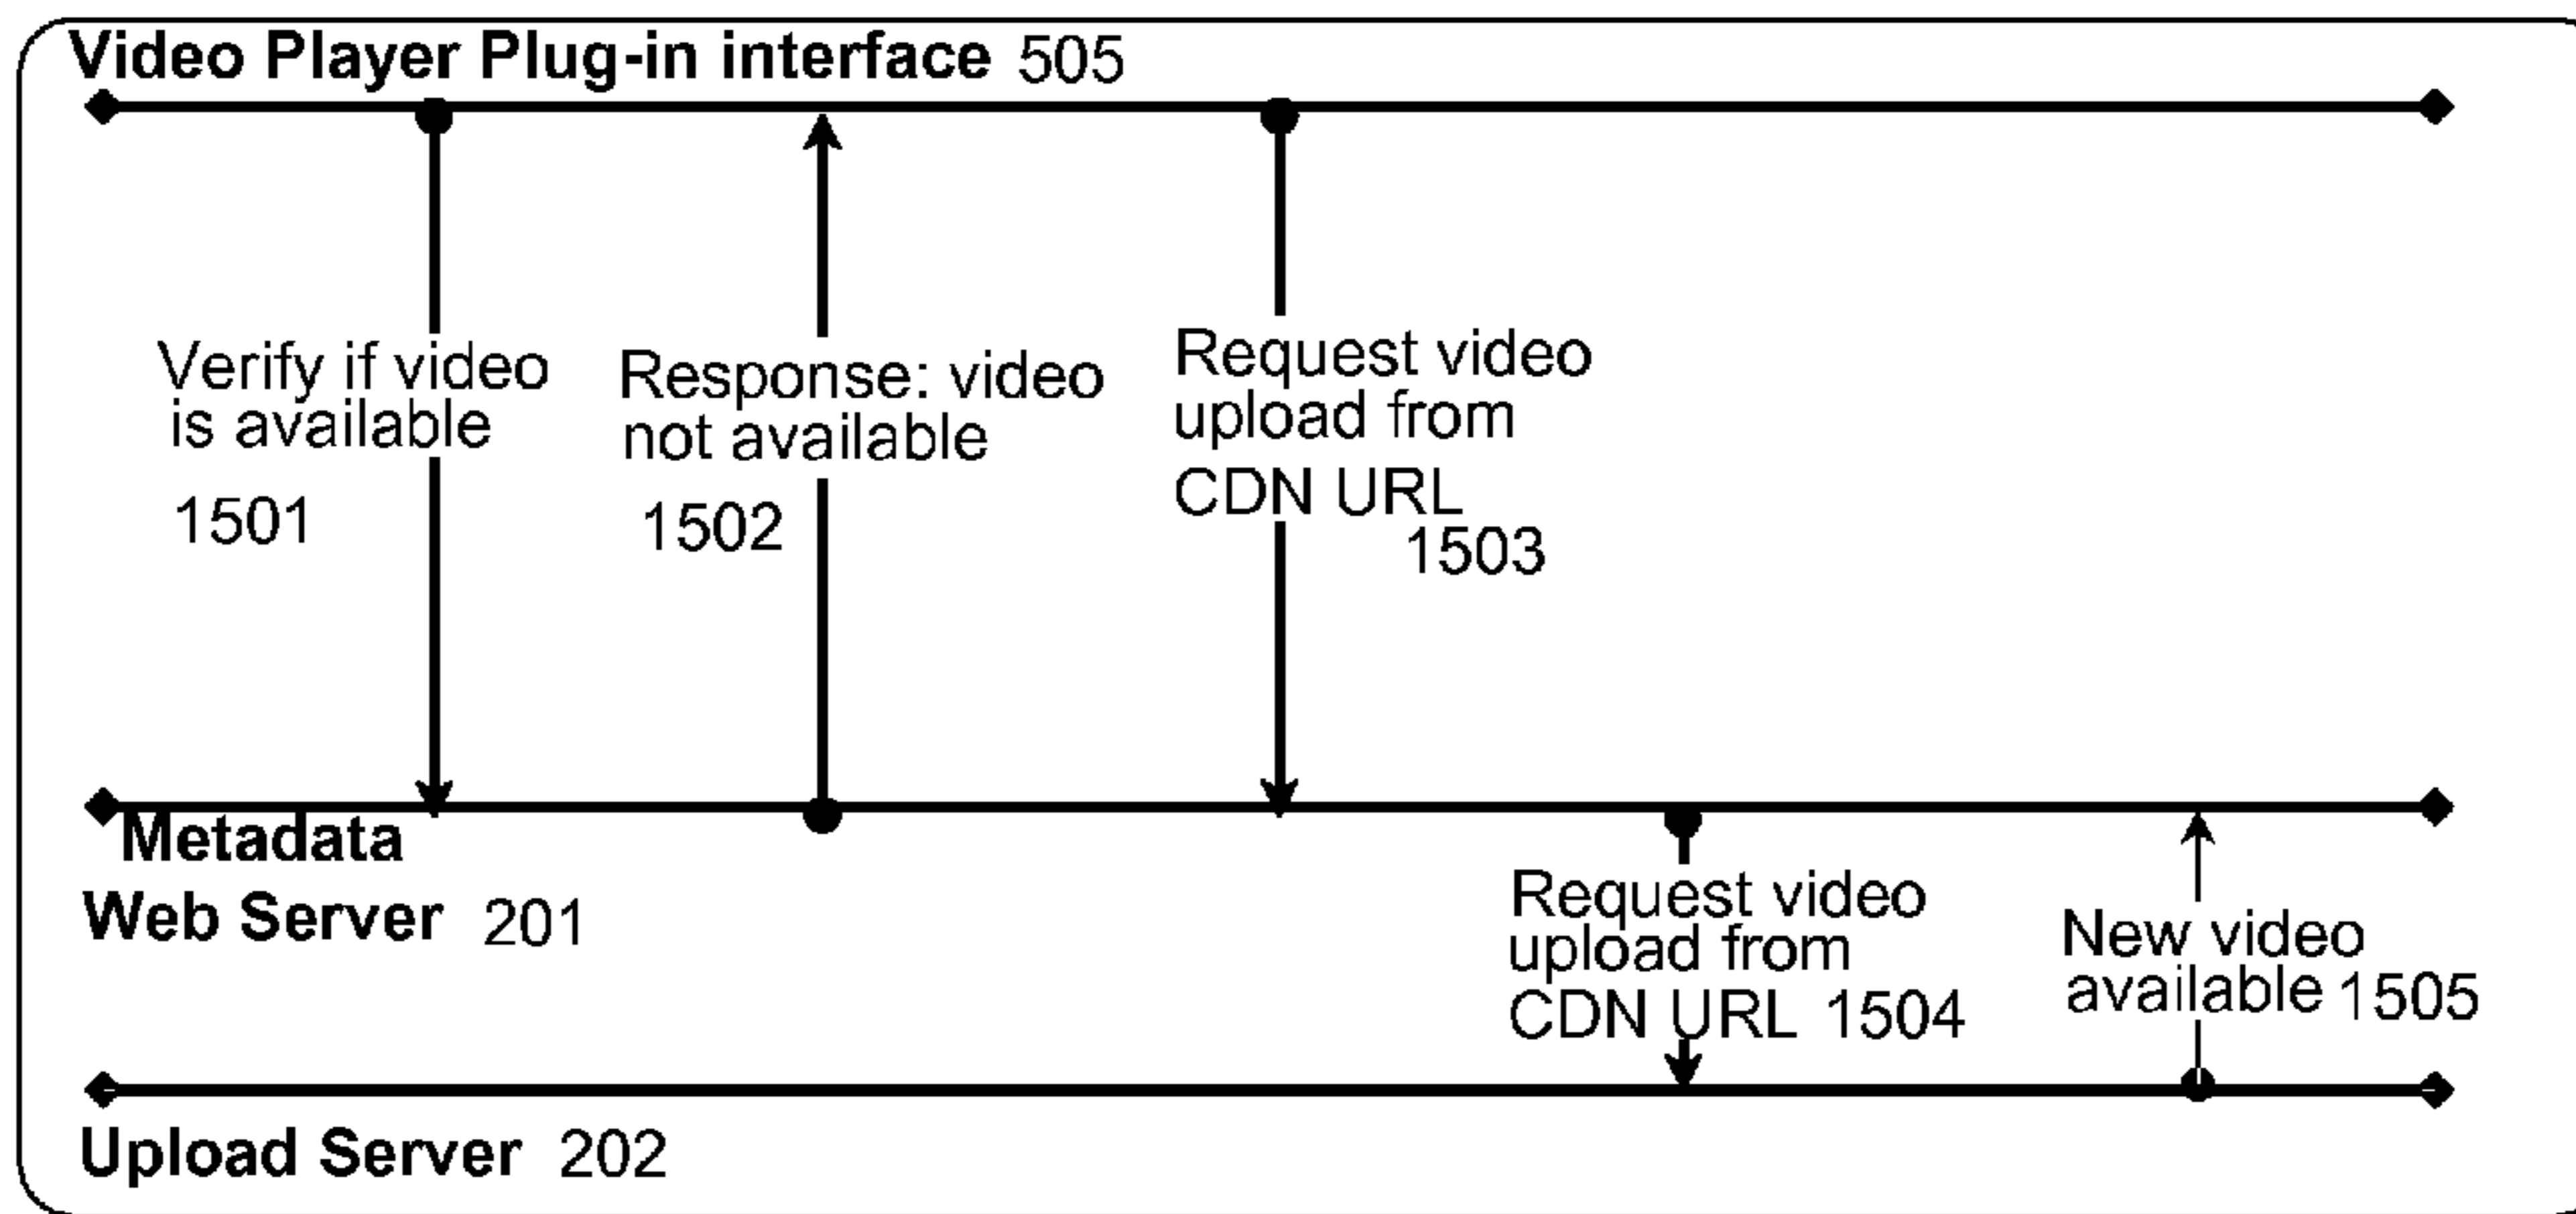 Video Player Plug-in interface 505
Verify if video
is available
1501
Response: video
not available
1502
Request video
upload from
CDN URL
1503
Metadata
Web Server 201
Request video
upload from
CDN URL 1504
New video
available 1505
Upload Server 202